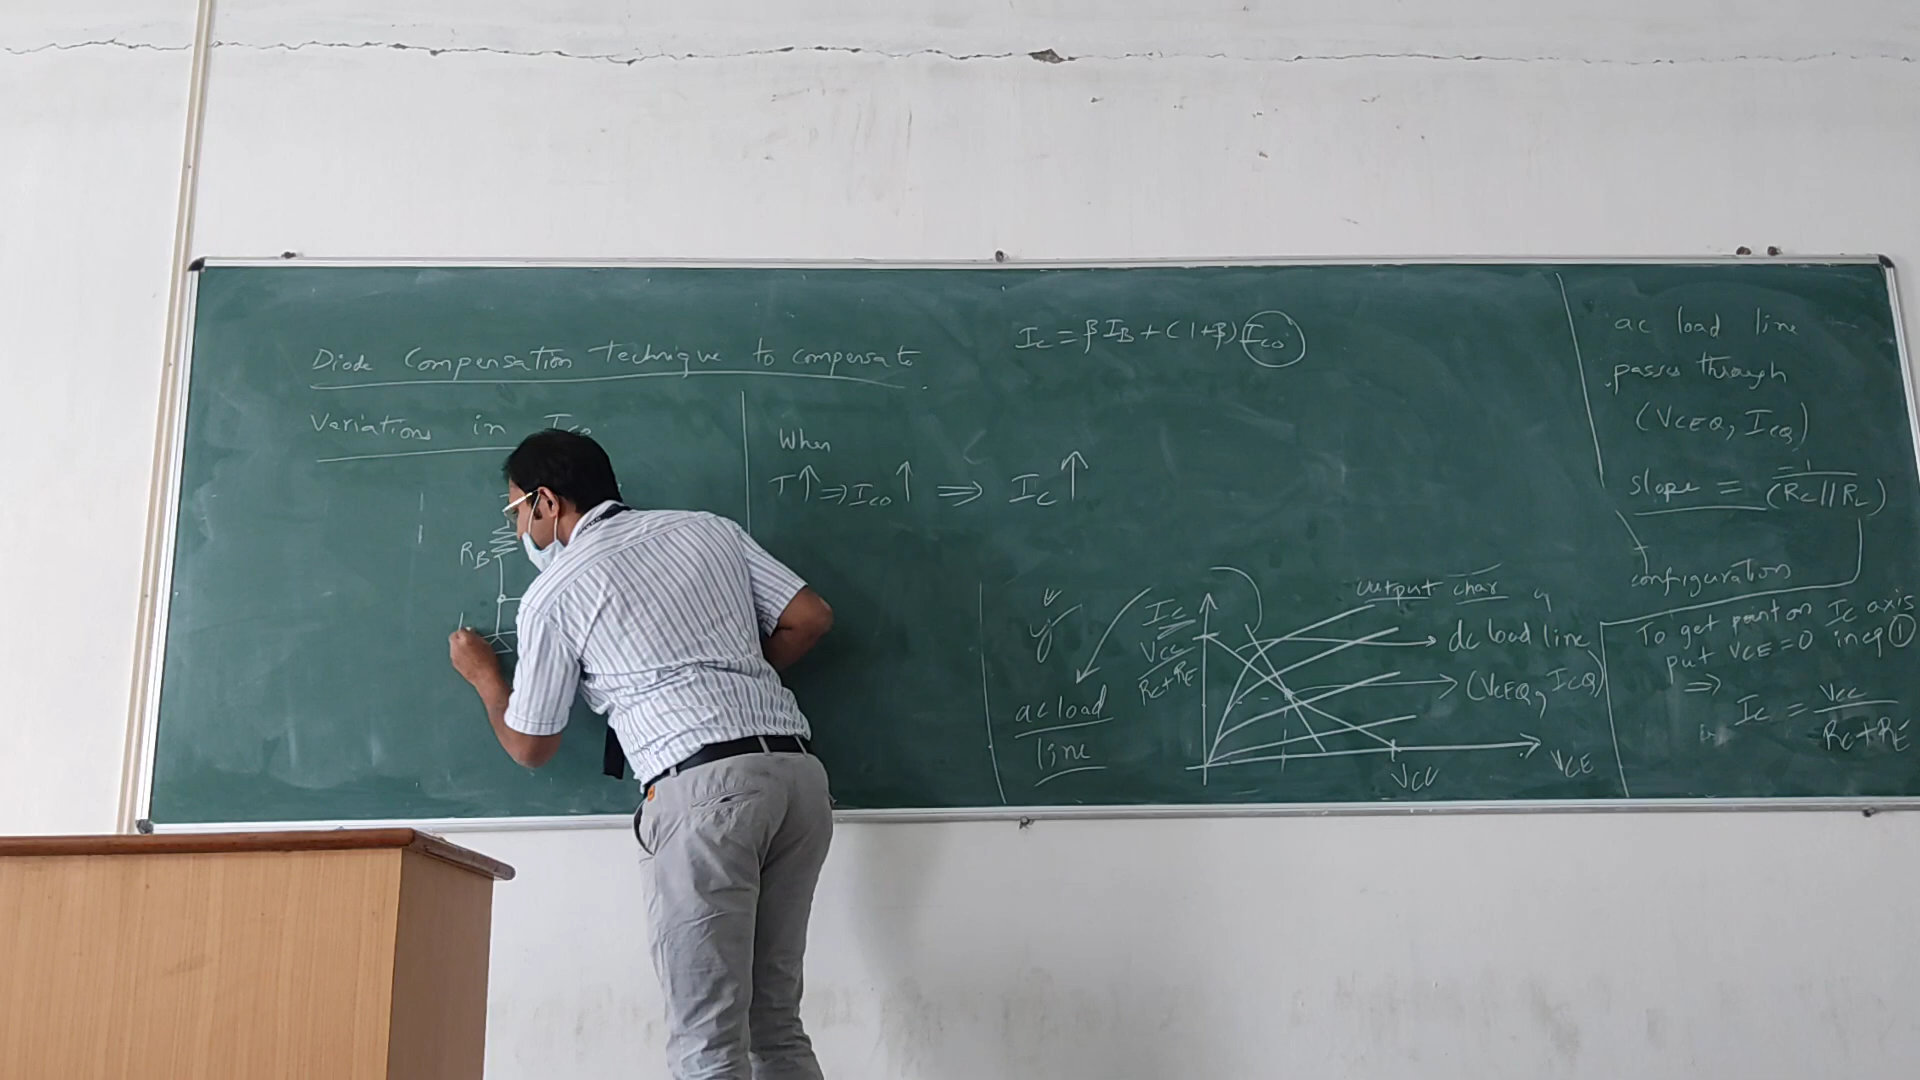 Diode Compensation Technique to compensate
Variations in Ico
RB
Ic = β IB + (1+β) Ico
When
T↑ ⇒ Ico ↑ ⇒ Ic ↑
ac load
line
Ic
Vcc
Rc+RE
output char
dc load line
(VCEQ, ICQ)
VCC
VCE
ac load line
passes through
(VCEQ, ICQ)
slope = -1/(Rc//RL)
configuration
To get point on Ic axis
put VCE=0 in eq ①
⇒
Ic = Vcc/(Rc+RE)